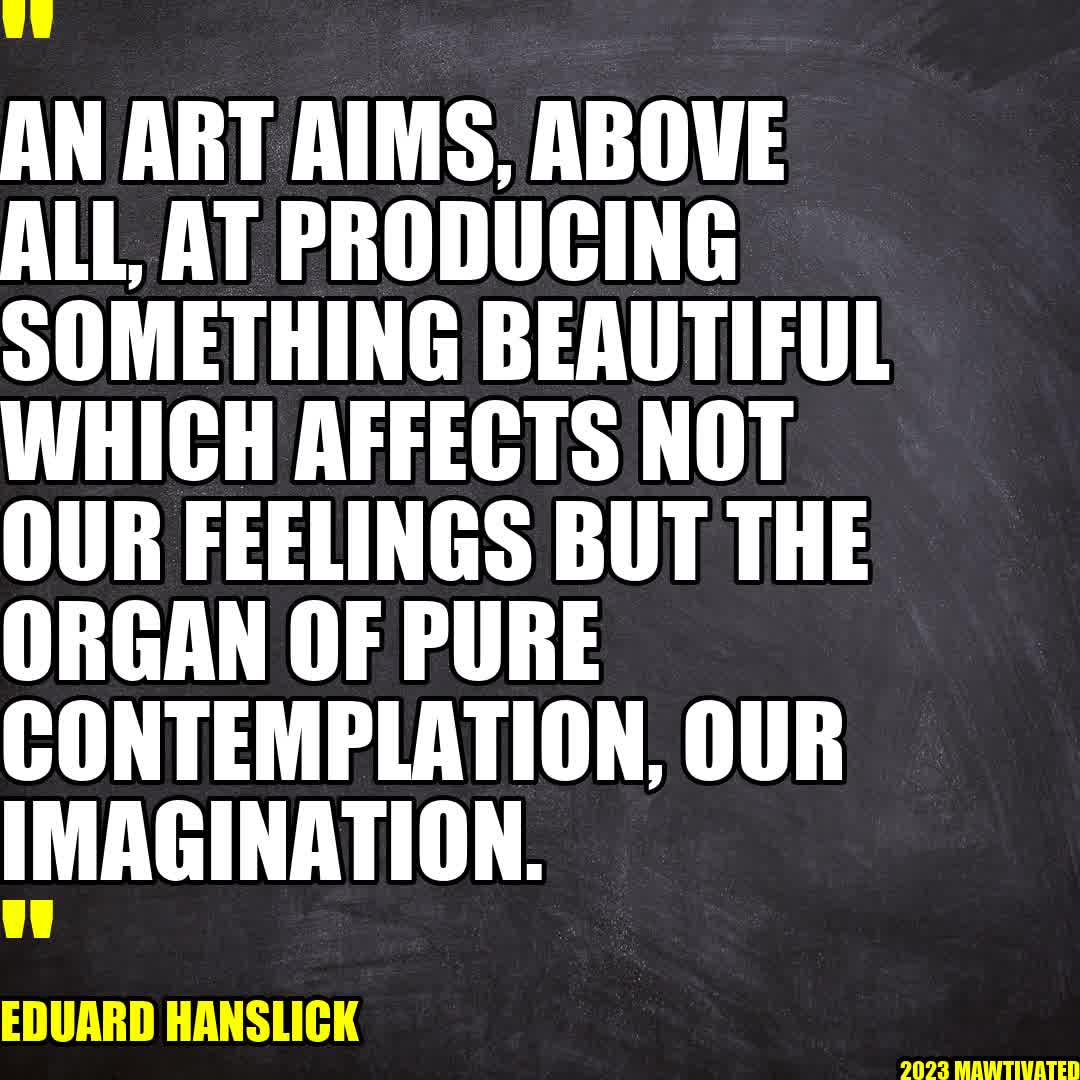 "
AN ART AIMS, ABOVE
ALL, AT PRODUCING
SOMETHING BEAUTIFUL
WHICH AFFECTS NOT
OUR FEELINGS BUT THE
ORGAN OF PURE
CONTEMPLATION, OUR
IMAGINATION.
"
EDUARD HANSLICK
2023 MAWTIVATED